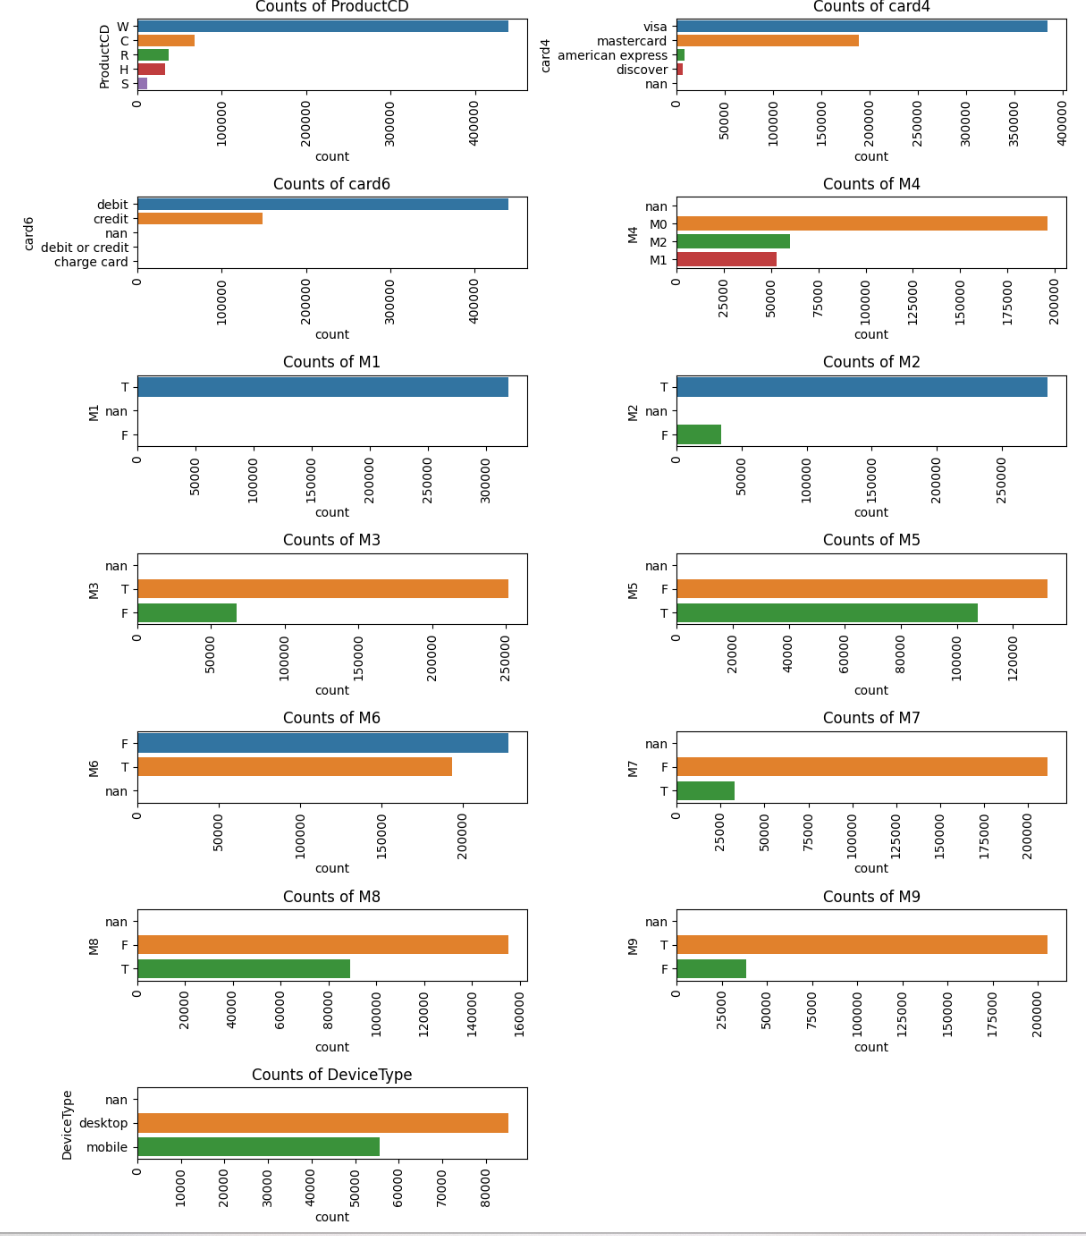 Counts of ProductCD
ProductCD
W
C
R
H
S
0 100000 200000 300000 400000
count
Counts of card4
card4
visa
mastercard
american express
discover
nan
0 50000 100000 150000 200000 250000 300000 350000 400000
count
Counts of card6
card6
debit
credit
nan
debit or credit
charge card
0 100000 200000 300000 400000
count
Counts of M4
M4
nan
M0
M2
M1
0 25000 50000 75000 100000 125000 150000 175000 200000
count
Counts of M1
M1
T
nan
F
0 50000 100000 150000 200000 250000 300000
count
Counts of M2
M2
T
nan
F
0 50000 100000 150000 200000 250000
count
Counts of M3
M3
nan
T
F
0 50000 100000 150000 200000 250000
count
Counts of M5
M5
nan
F
T
0 20000 40000 60000 80000 100000 120000
count
Counts of M6
M6
F
T
nan
0 50000 100000 150000 200000
count
Counts of M7
M7
nan
F
T
0 25000 50000 75000 100000 125000 150000 175000 200000
count
Counts of M8
M8
nan
F
T
0 20000 40000 60000 80000 100000 120000 140000 160000
count
Counts of M9
M9
nan
T
F
0 25000 50000 75000 100000 125000 150000 175000 200000
count
Counts of DeviceType
DeviceType
nan
desktop
mobile
0 10000 20000 30000 40000 50000 60000 70000 80000
count